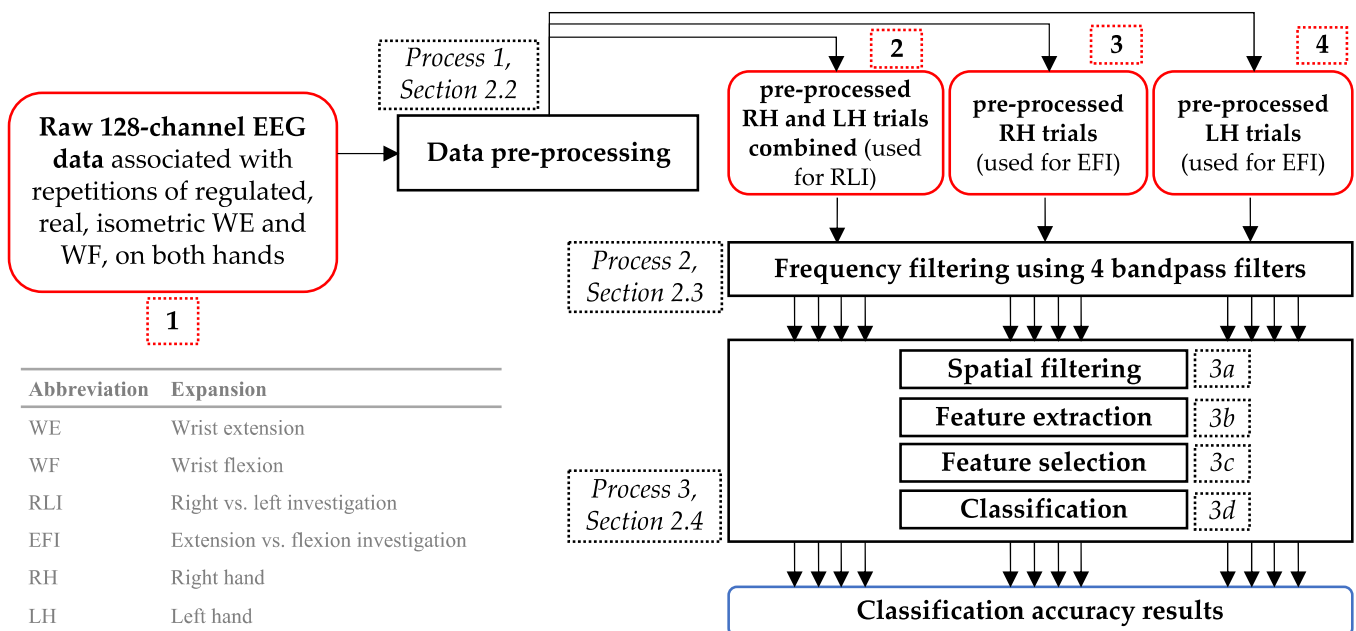 Process 1,
Section 2.2
2
3
4
Raw 128-channel EEG
data associated with
repetitions of regulated,
real, isometric WE and
WF, on both hands
1
Data pre-processing
pre-processed
RH and LH trials
combined (used
for RLI)
pre-processed
RH trials
(used for EFI)
pre-processed
LH trials
(used for EFI)
Process 2,
Section 2.3
Frequency filtering using 4 bandpass filters
Process 3,
Section 2.4
Spatial filtering 3a
Feature extraction 3b
Feature selection 3c
Classification 3d
Classification accuracy results
Abbreviation Expansion
WE Wrist extension
WF Wrist flexion
RLI Right vs. left investigation
EFI Extension vs. flexion investigation
RH Right hand
LH Left hand